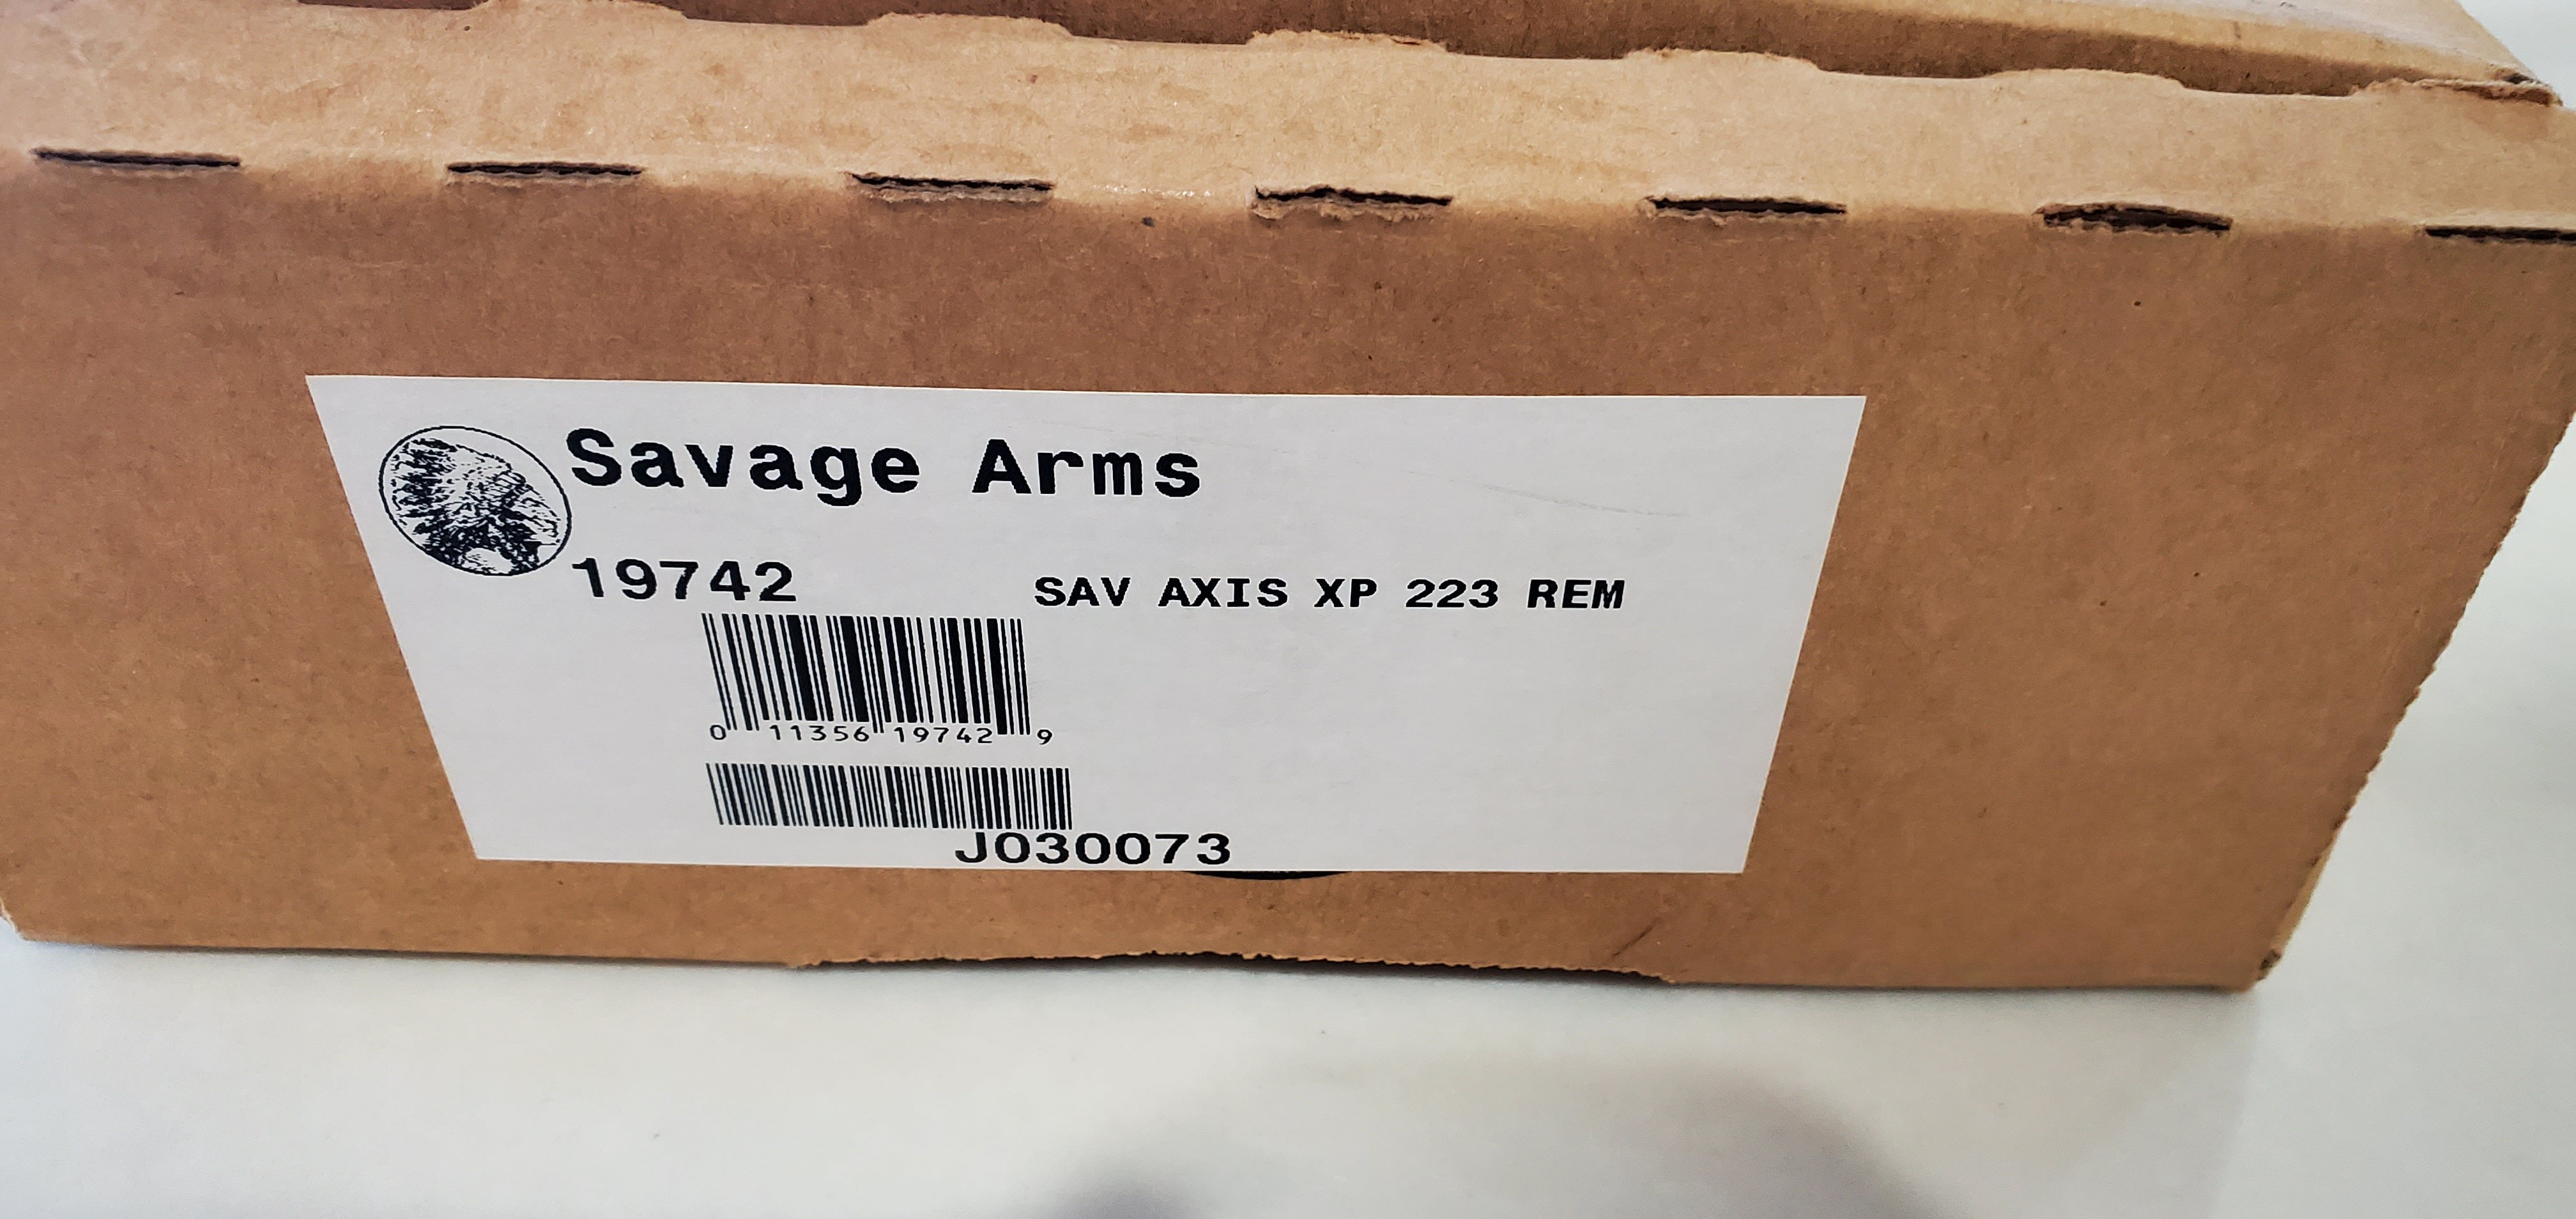 Savage Arms
19742 SAV AXIS XP 223 REM
0 11356 19742 9
J030073